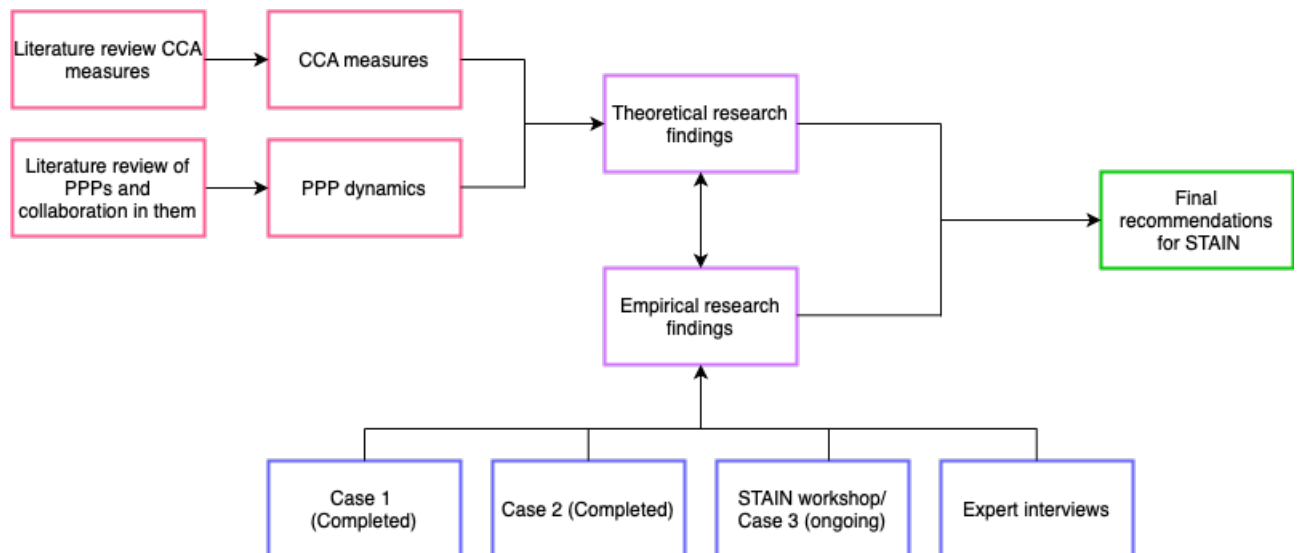 Literature review CCA
measures
CCA measures
Literature review of
PPPs and
collaboration in them
PPP dynamics
Theoretical research
findings
Empirical research
findings
Final
recommendations
for STAIN
Case 1
(Completed)
Case 2 (Completed)
STAIN workshop/
Case 3 (ongoing)
Expert interviews